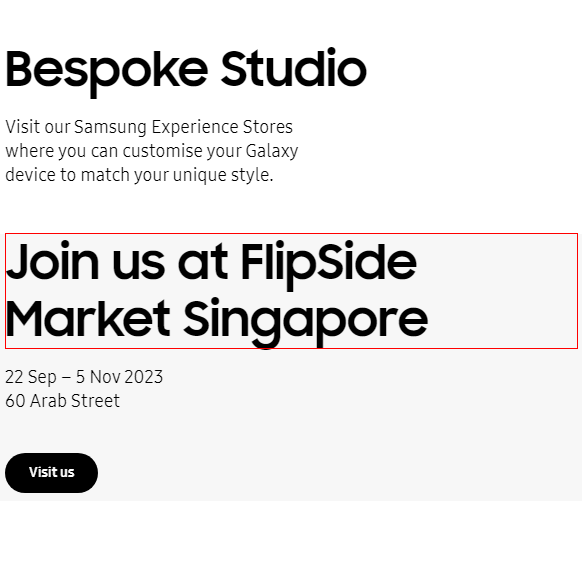 Bespoke Studio
Visit our Samsung Experience Stores
where you can customise your Galaxy
device to match your unique style.
Join us at FlipSide
Market Singapore
22 Sep – 5 Nov 2023
60 Arab Street
Visit us